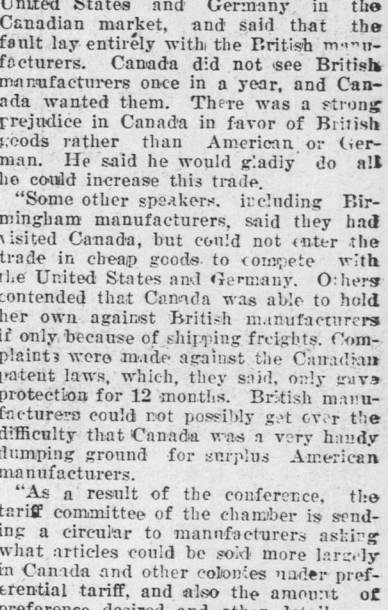 United States and Germany in the
Canadian market, and said that the
fault lay entirely with the British manu-
facturers. Canada did not see British
manufacturers once in a year, and Can-
ada wanted them. There was a strong
prejudice in Canada in favor of British
goods rather than American or Ger-
man. He said he would gladly do all
he could increase this trade.
"Some other speakers, including Bir-
mingham manufacturers, said they had
visited Canada, but could not enter the
trade in cheap goods to compete with
the United States and Germany. Others
contended that Canada was able to hold
her own against British manufacturers
if only because of shipping freights. Com-
plaints were made against the Canadian
patent laws, which, they said, only gave
protection for 12 months. British manu-
facturers could not possibly get over the
difficulty that Canada was a very handy
dumping ground for surplus American
manufacturers.
"As a result of the conference, the
tariff committee of the chamber is send-
ing a circular to mannfacturers asking
what articles could be sold more largely
in Canada and other colonies under pref-
erential tariff, and also the amount of
preference desired and other